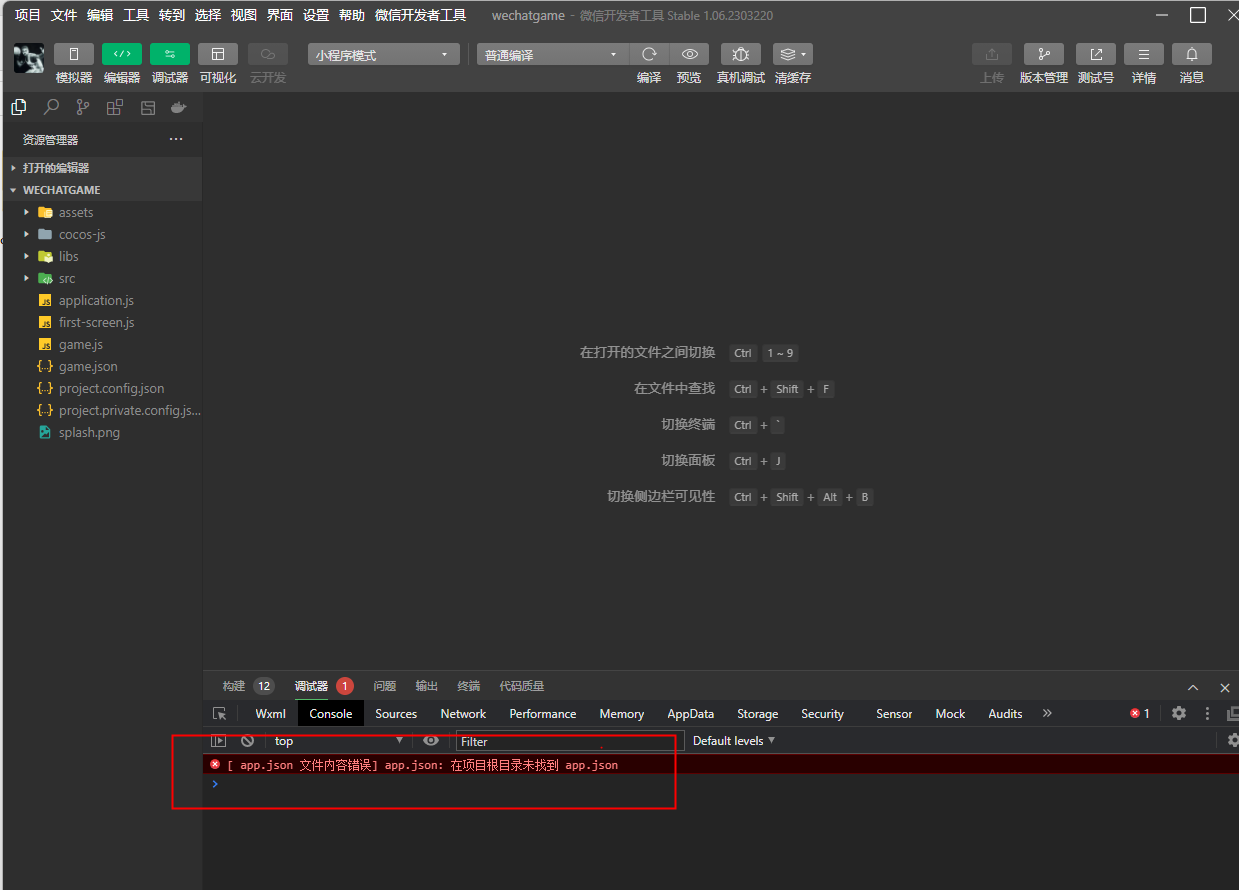 项目 文件 编辑 工具 转到 选择 视图 界面 设置 帮助 微信开发者工具 wechatgame - 微信开发者工具 Stable 1.06.2303220
小程序模式 普通编译
模拟器 编辑器 调试器 可视化 云开发 编译 预览 真机调试 清缓存 上传 版本管理 测试号 详情 消息
资源管理器
打开的编辑器
WECHATGAME
assets
cocos-js
libs
src
application.js
first-screen.js
game.js
game.json
project.config.json
project.private.config.js...
splash.png
在打开的文件之间切换 Ctrl 1 ~ 9
在文件中查找 Ctrl + Shift + F
切换终端 Ctrl + `
切换面板 Ctrl + J
切换侧边栏可见性 Ctrl + Shift + Alt + B
构建 12 调试器 1 问题 输出 终端 代码质量
Wxml Console Sources Network Performance Memory AppData Storage Security Sensor Mock Audits 1
top Filter Default levels
[ app.json 文件内容错误] app.json: 在项目根目录未找到 app.json